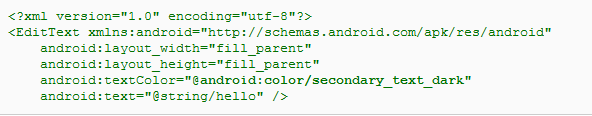 <?xml version="1.0" encoding="utf-8"?>
<EditText xmlns:android="http://schemas.android.com/apk/res/android"
    android:layout_width="fill_parent"
    android:layout_height="fill_parent"
    android:textColor="@android:color/secondary_text_dark"
    android:text="@string/hello" />